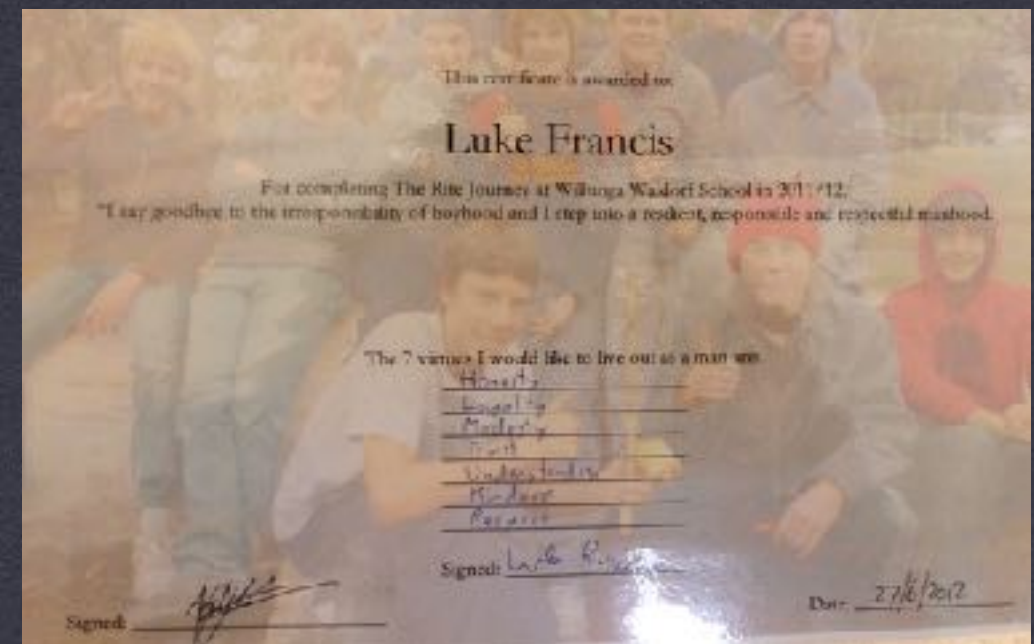 This certificate is awarded to:
Luke Francis
For completing The Rite Journey at Willunga Waldorf School in 2011/12.
"I say goodbye to the irresponsibility of boyhood and I step into a resilient, responsible and respectful manhood.
The 7 virtues I would like to live out as a man are:
Honesty
Loyalty
Modesty
Trust
Understanding
Kindness
Respect
Signed: Luke
Signed:
Date: 27/6/2012